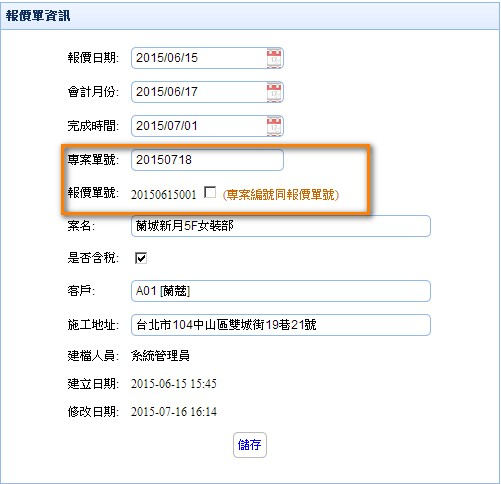 報價單資訊
報價日期: 2015/06/15
會計月份: 2015/06/17
完成時間: 2015/07/01
專案單號: 20150718
報價單號: 20150615001 (專案編號同報價單號)
案名: 蘭城新月5F女裝部
是否含稅:
客戶: A01 [蘭蔻]
施工地址: 台北市104中山區雙城街19巷21號
建檔人員: 系統管理員
建立日期: 2015-06-15 15:45
修改日期: 2015-07-16 16:14
儲存